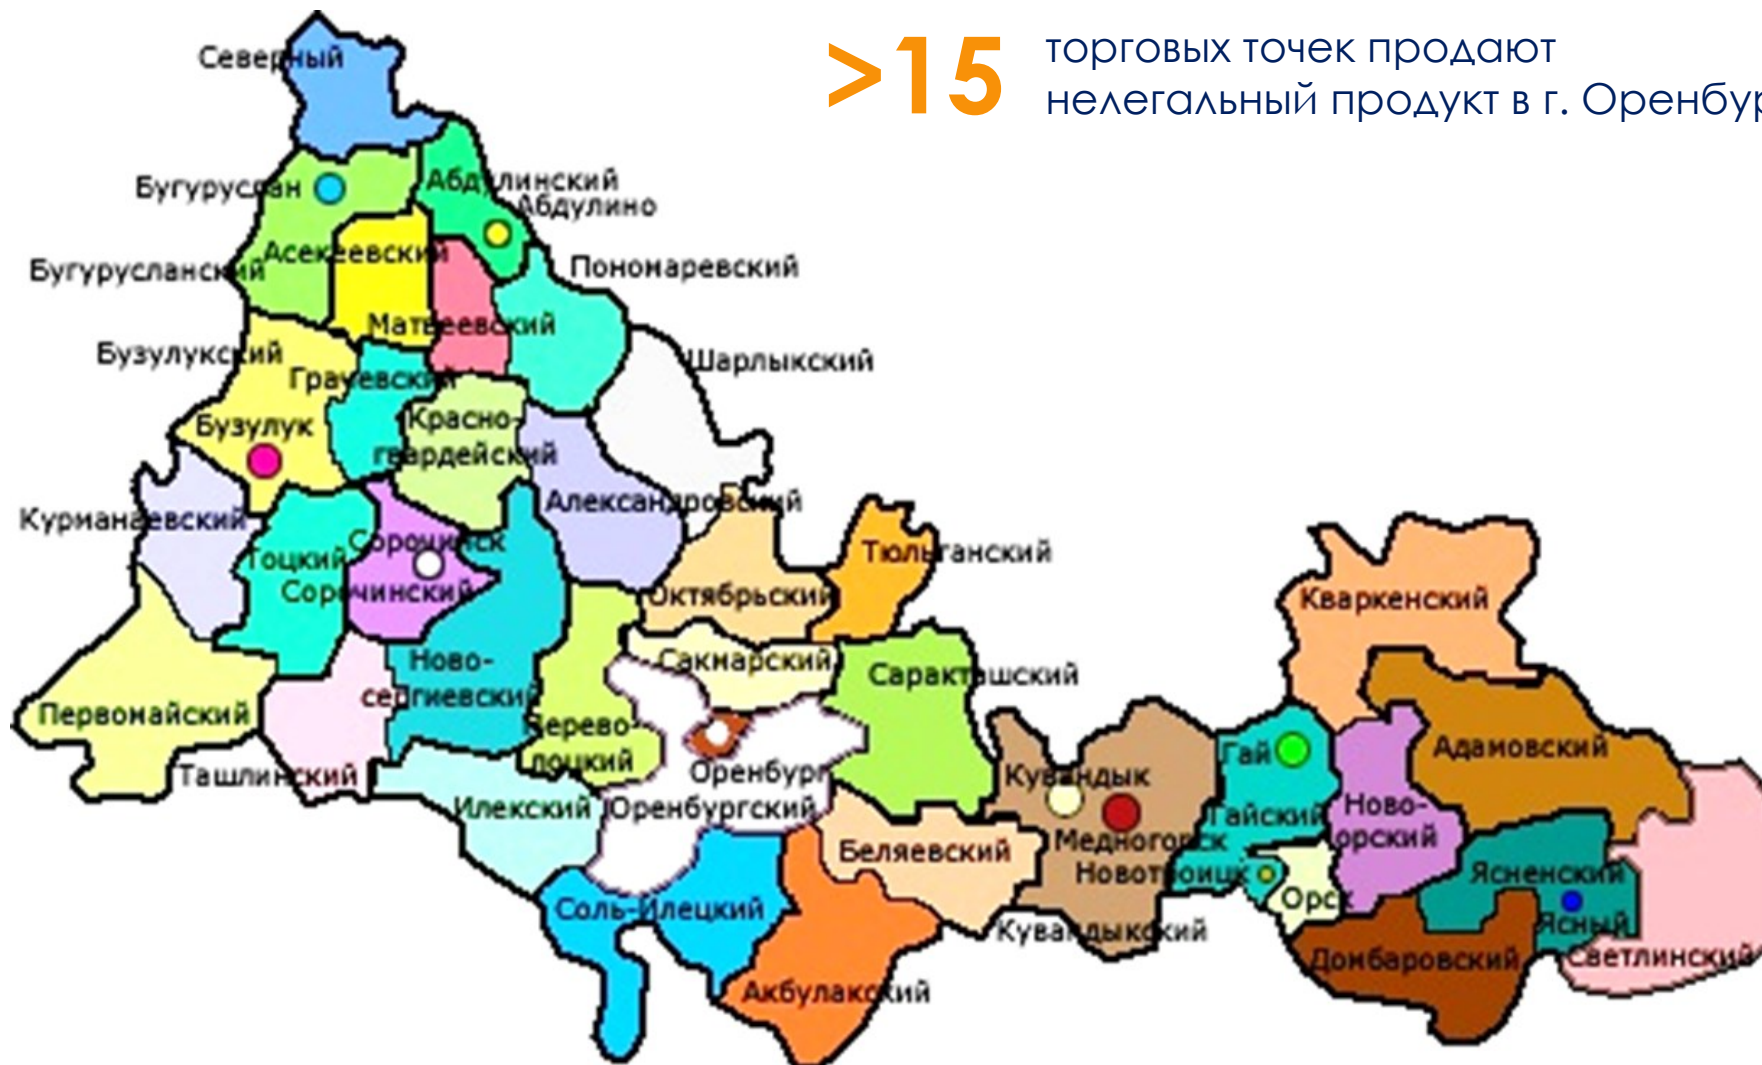 >15
торговых точек продают
нелегальный продукт в г. Оренбур
Северный
Бугуруслан
Абдулинский
Абдулино
Асекеевский
Бугурусланский
Пономаревский
Матвеевский
Бузулукский
Грачевский
Шарлыкский
Бузулук
Красно-
гвардейский
Александровский
Курманаевский
Тоцкий
Сорочинск
Сорочинский
Тюльганский
Октябрьский
Кваркенский
Ново-
сергиевский
Сакмарский
Саракташский
Первомайский
Перево-
лоцкий
Ташлинский
Оренбург
Оренбургский
Илекский
Кувандык
Гай
Адамовский
Гайский
Ново-
орский
Медногорск
Беляевский
Новотроицк
Орск
Ясненский
Ясный
Соль-Илецкий
Кувандыкский
Домбаровский
Светлинский
Акбулакский